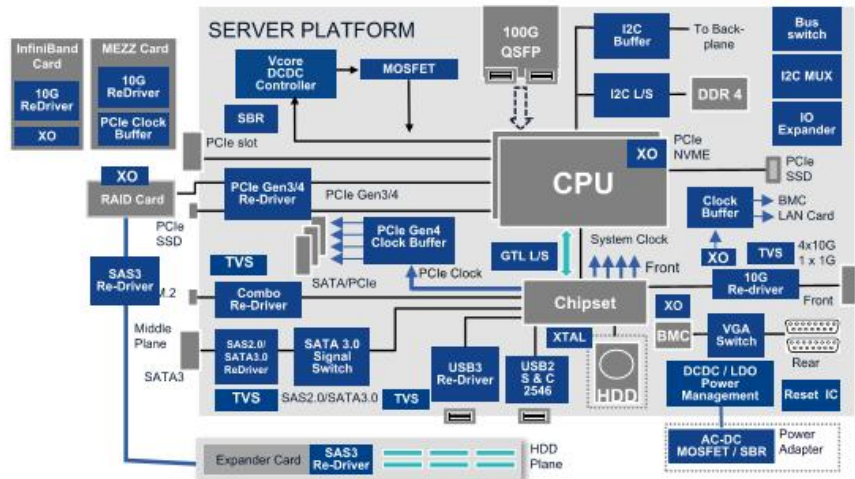 SERVER PLATFORM
InfiniBand
Card
10G
ReDriver
XO
MEZZ Card
10G
ReDriver
PCIe Clock
Buffer
Vcore
DCDC
Controller
MOSFET
SBR
100G
QSFP
I2C
Buffer
To Back-
plane
I2C L/S
DDR 4
Bus
switch
I2C MUX
IO
Expander
PCIe slot
XO
CPU
PCIe
NVME
PCIe
SSD
XO
RAID Card
PCIe Gen3/4
Re-Driver
PCIe Gen3/4
PCIe
SSD
PCIe Gen4
Clock Buffer
SATA/PCIe
PCIe Clock
GTL L/S
System Clock
Front
Clock
Buffer
BMC
LAN Card
XO
TVS
4x10G
1 x 1G
10G
Re-driver
Front
SAS3
Re-Driver
TVS
Combo
Re-Driver
Chipset
XO
XTAL
BMC
VGA
Switch
Rear
Middle
Plane
SATA3
SAS2.0/
SATA3.0
ReDriver
SATA 3.0
Signal
Switch
USB3
Re-Driver
USB2
S & C
2546
HDD
DCDC / LDO
Power
Management
Reset IC
TVS
SAS2.0/SATA3.0
TVS
AC-DC
MOSFET / SBR
Power
Adapter
Expander Card
SAS3
Re-Driver
HDD
Plane